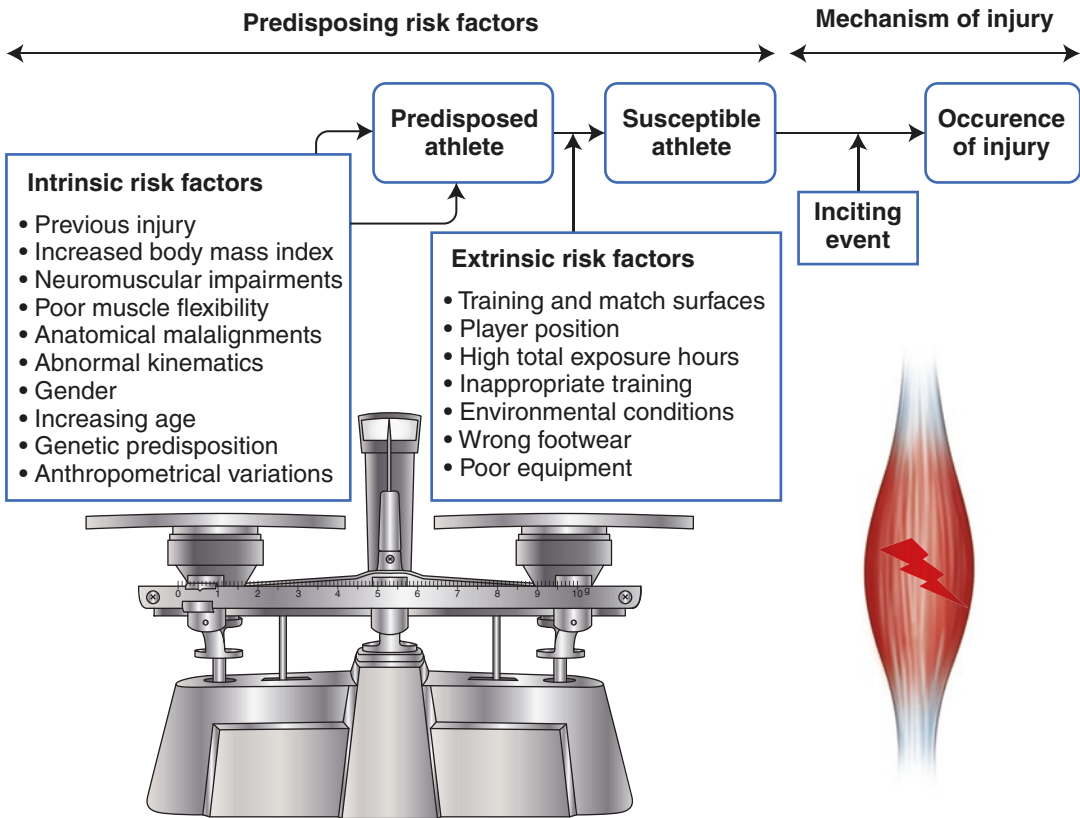 Predisposing risk factors
Mechanism of injury
Predisposed
athlete
Susceptible
athlete
Occurence
of injury
Intrinsic risk factors
• Previous injury
• Increased body mass index
• Neuromuscular impairments
• Poor muscle flexibility
• Anatomical malalignments
• Abnormal kinematics
• Gender
• Increasing age
• Genetic predisposition
• Anthropometrical variations
Extrinsic risk factors
• Training and match surfaces
• Player position
• High total exposure hours
• Inappropriate training
• Environmental conditions
• Wrong footwear
• Poor equipment
Inciting
event
0 1 2 3 4 5 6 7 8 9 10 g